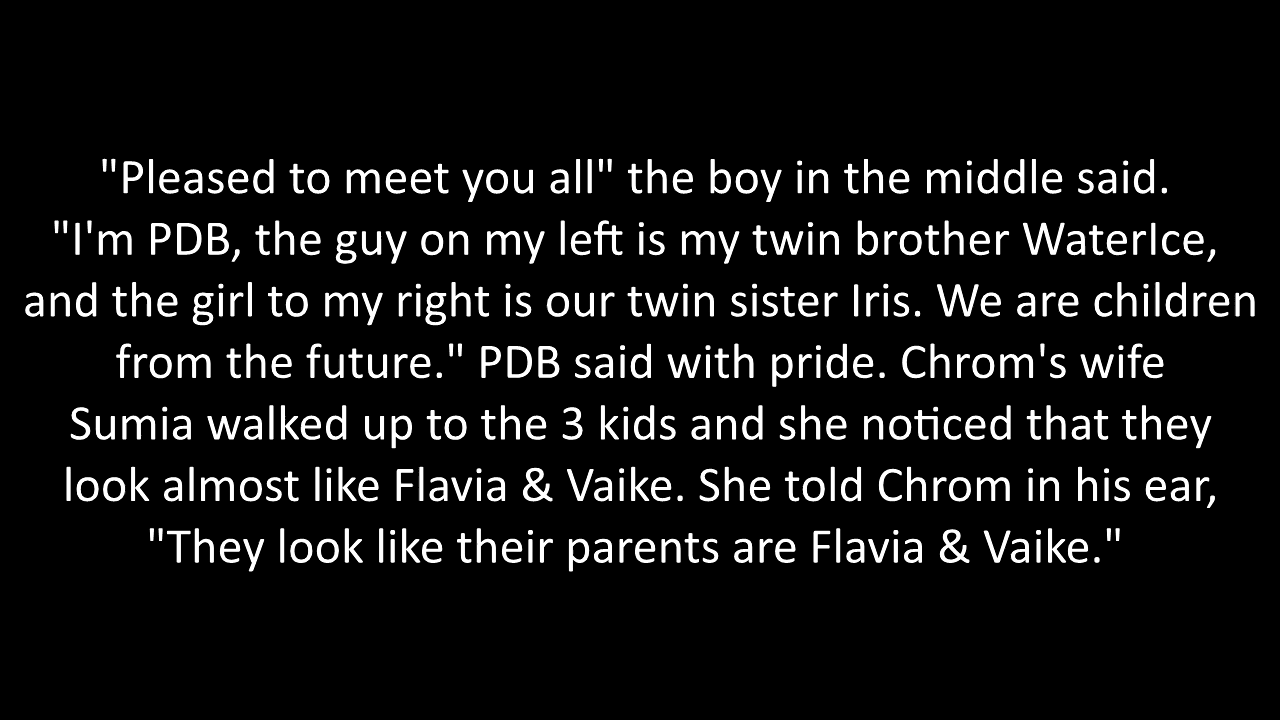 "Pleased to meet you all" the boy in the middle said.
"I'm PDB, the guy on my left is my twin brother WaterIce,
and the girl to my right is our twin sister Iris. We are children
from the future." PDB said with pride. Chrom's wife
Sumia walked up to the 3 kids and she noticed that they
look almost like Flavia & Vaike. She told Chrom in his ear,
"They look like their parents are Flavia & Vaike."